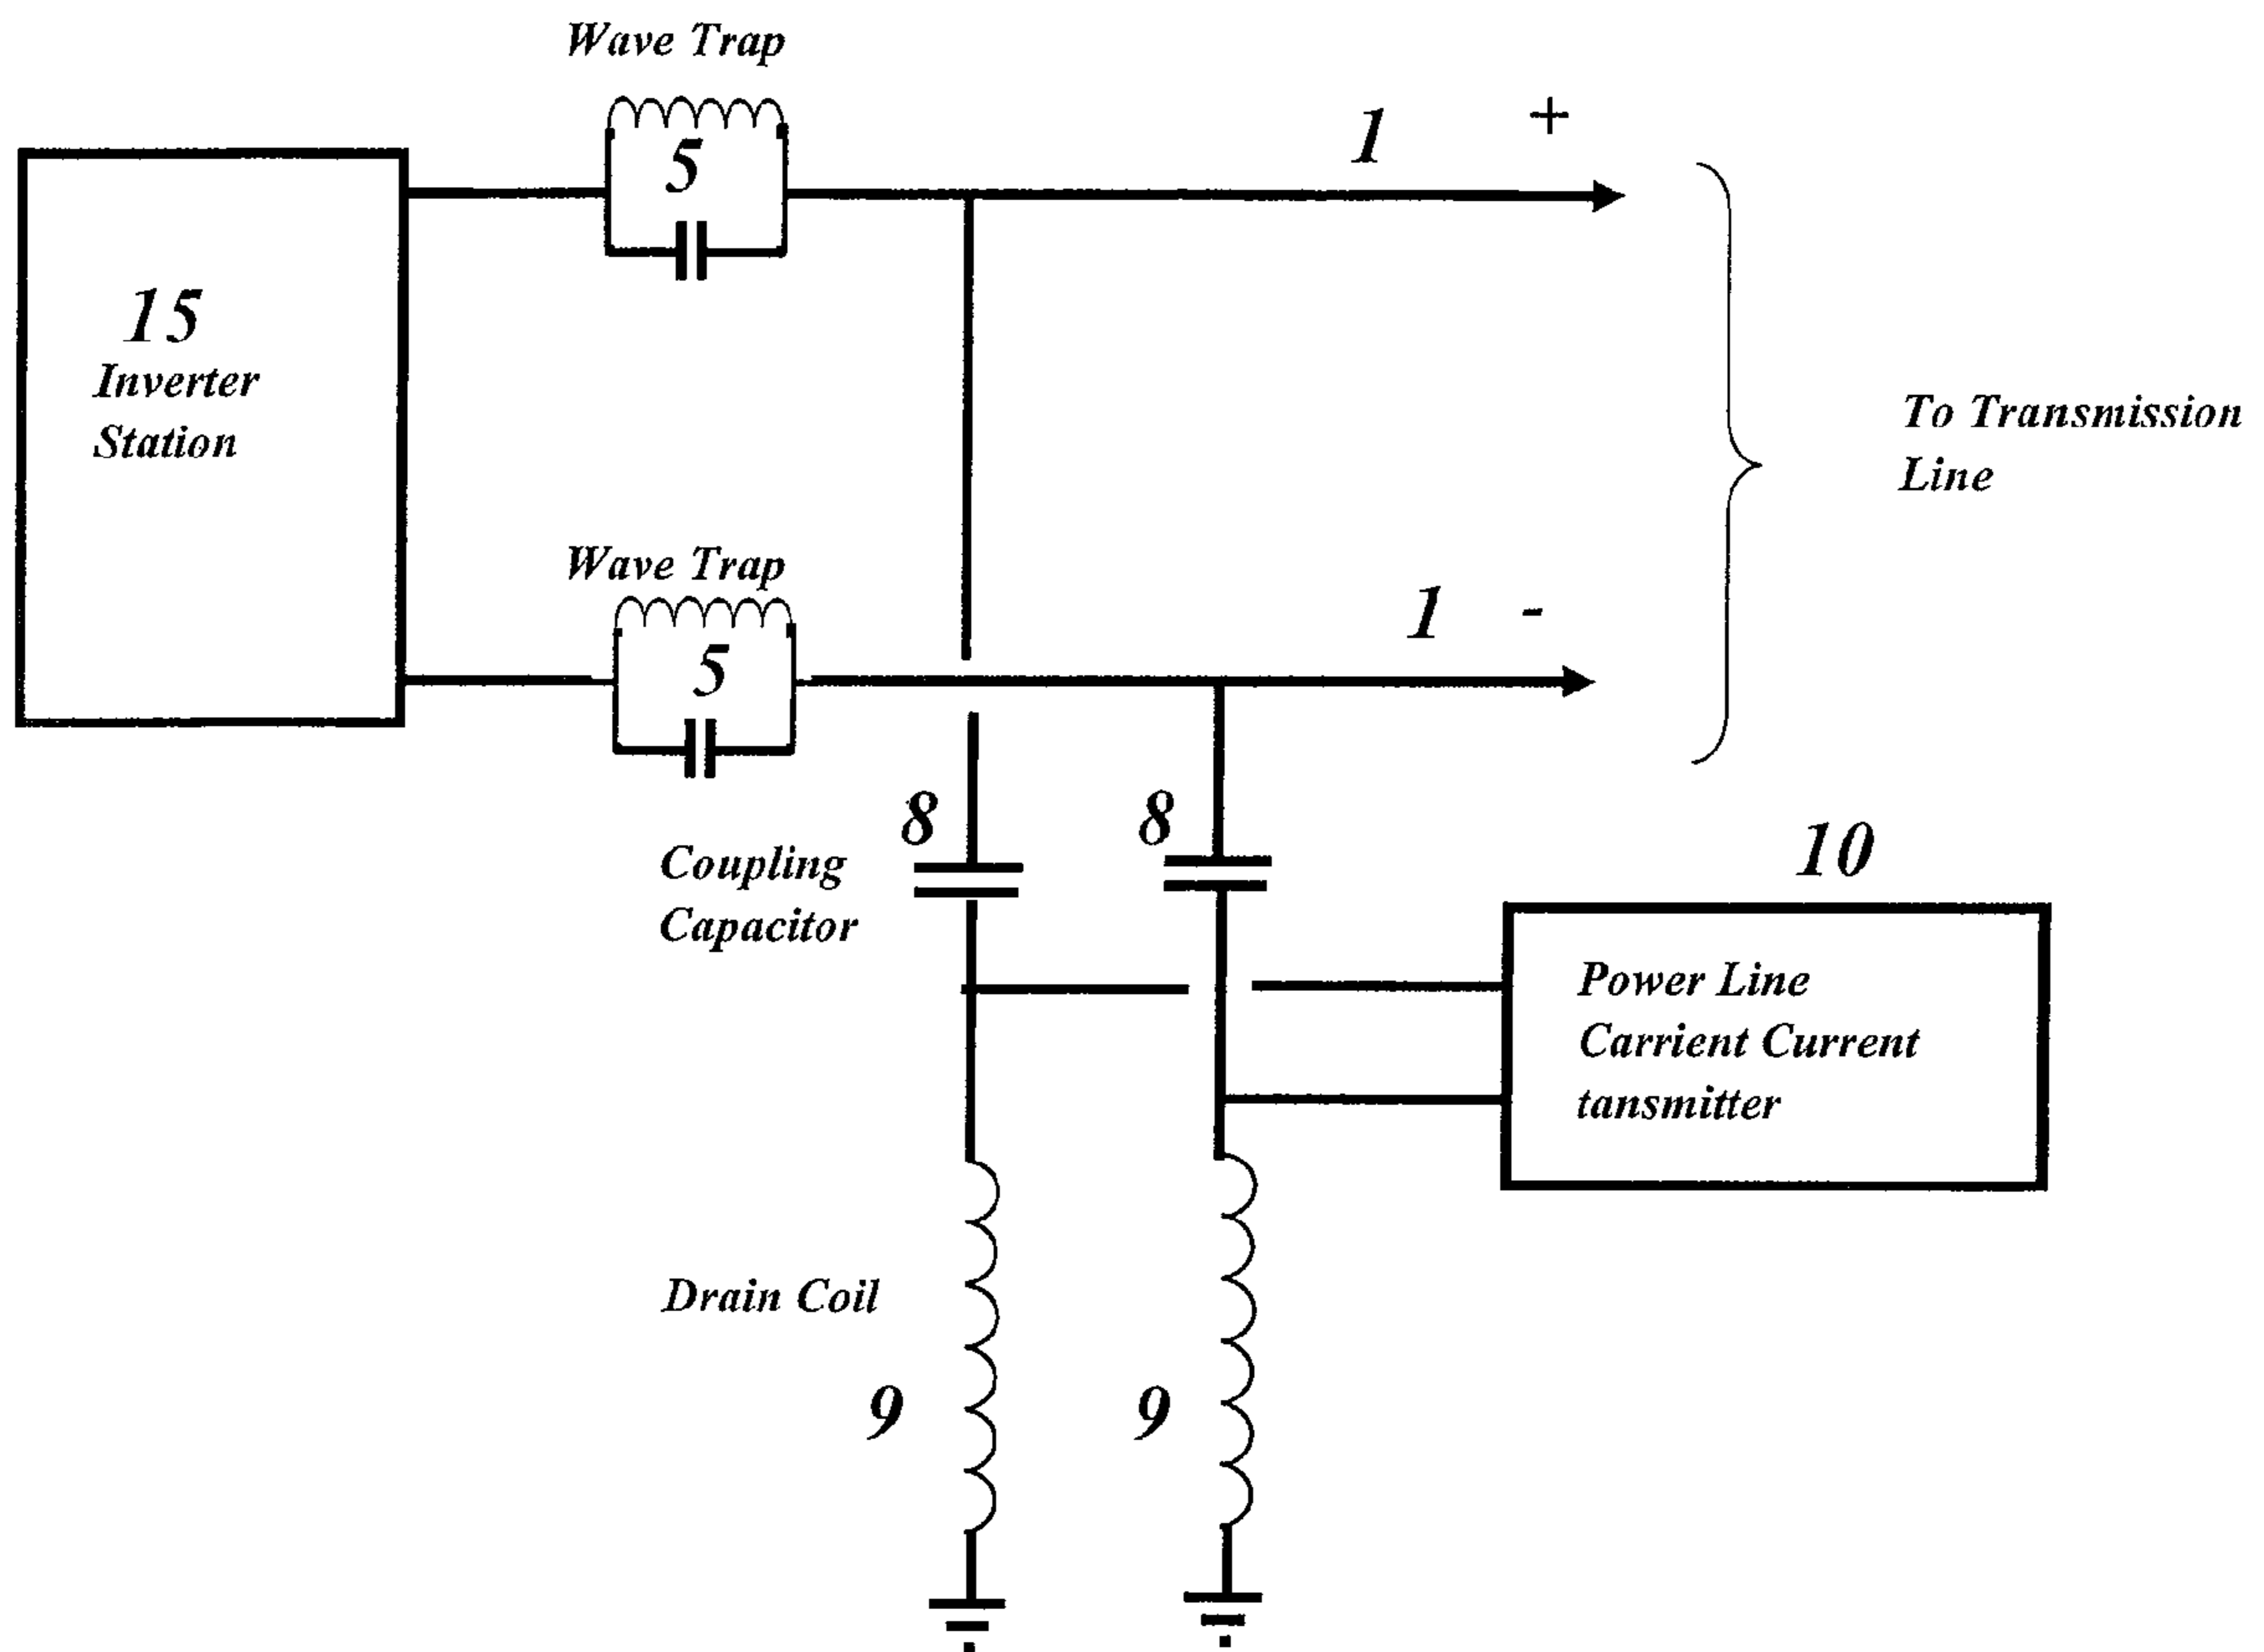 Wave Trap
5
1 +
15
Inverter
Station
To Transmission
Line
Wave Trap
5
1 -
8
8
Coupling
Capacitor
10
Power Line
Carrient Current
tansmitter
Drain Coil
9
9